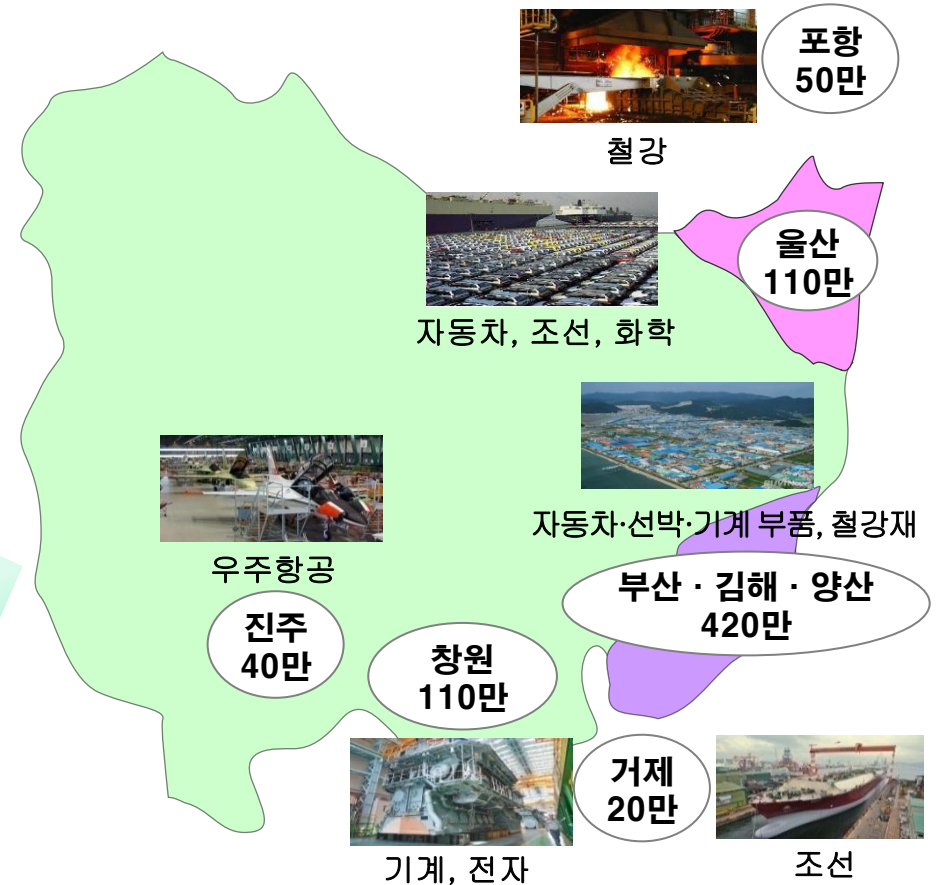 포항
50만
철강
울산
110만
자동차, 조선, 화학
자동차·선박·기계 부품, 철강재
부산 · 김해 · 양산
420만
우주항공
진주
40만
창원
110만
거제
20만
기계, 전자
조선